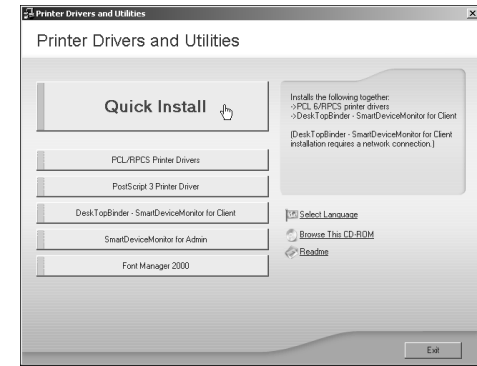 Printer Drivers and Utilities
Printer Drivers and Utilities
Quick Install
Installs the following together:
->PCL 6/RPCS printer drivers
->DeskTopBinder - SmartDeviceMonitor for Client
(DeskTopBinder - SmartDeviceMonitor for Client
installation requires a network connection.)
PCL/RPCS Printer Drivers
PostScript 3 Printer Driver
DeskTopBinder - SmartDeviceMonitor for Client
SmartDeviceMonitor for Admin
Font Manager 2000
Select Language
Browse This CD-ROM
Readme
Exit